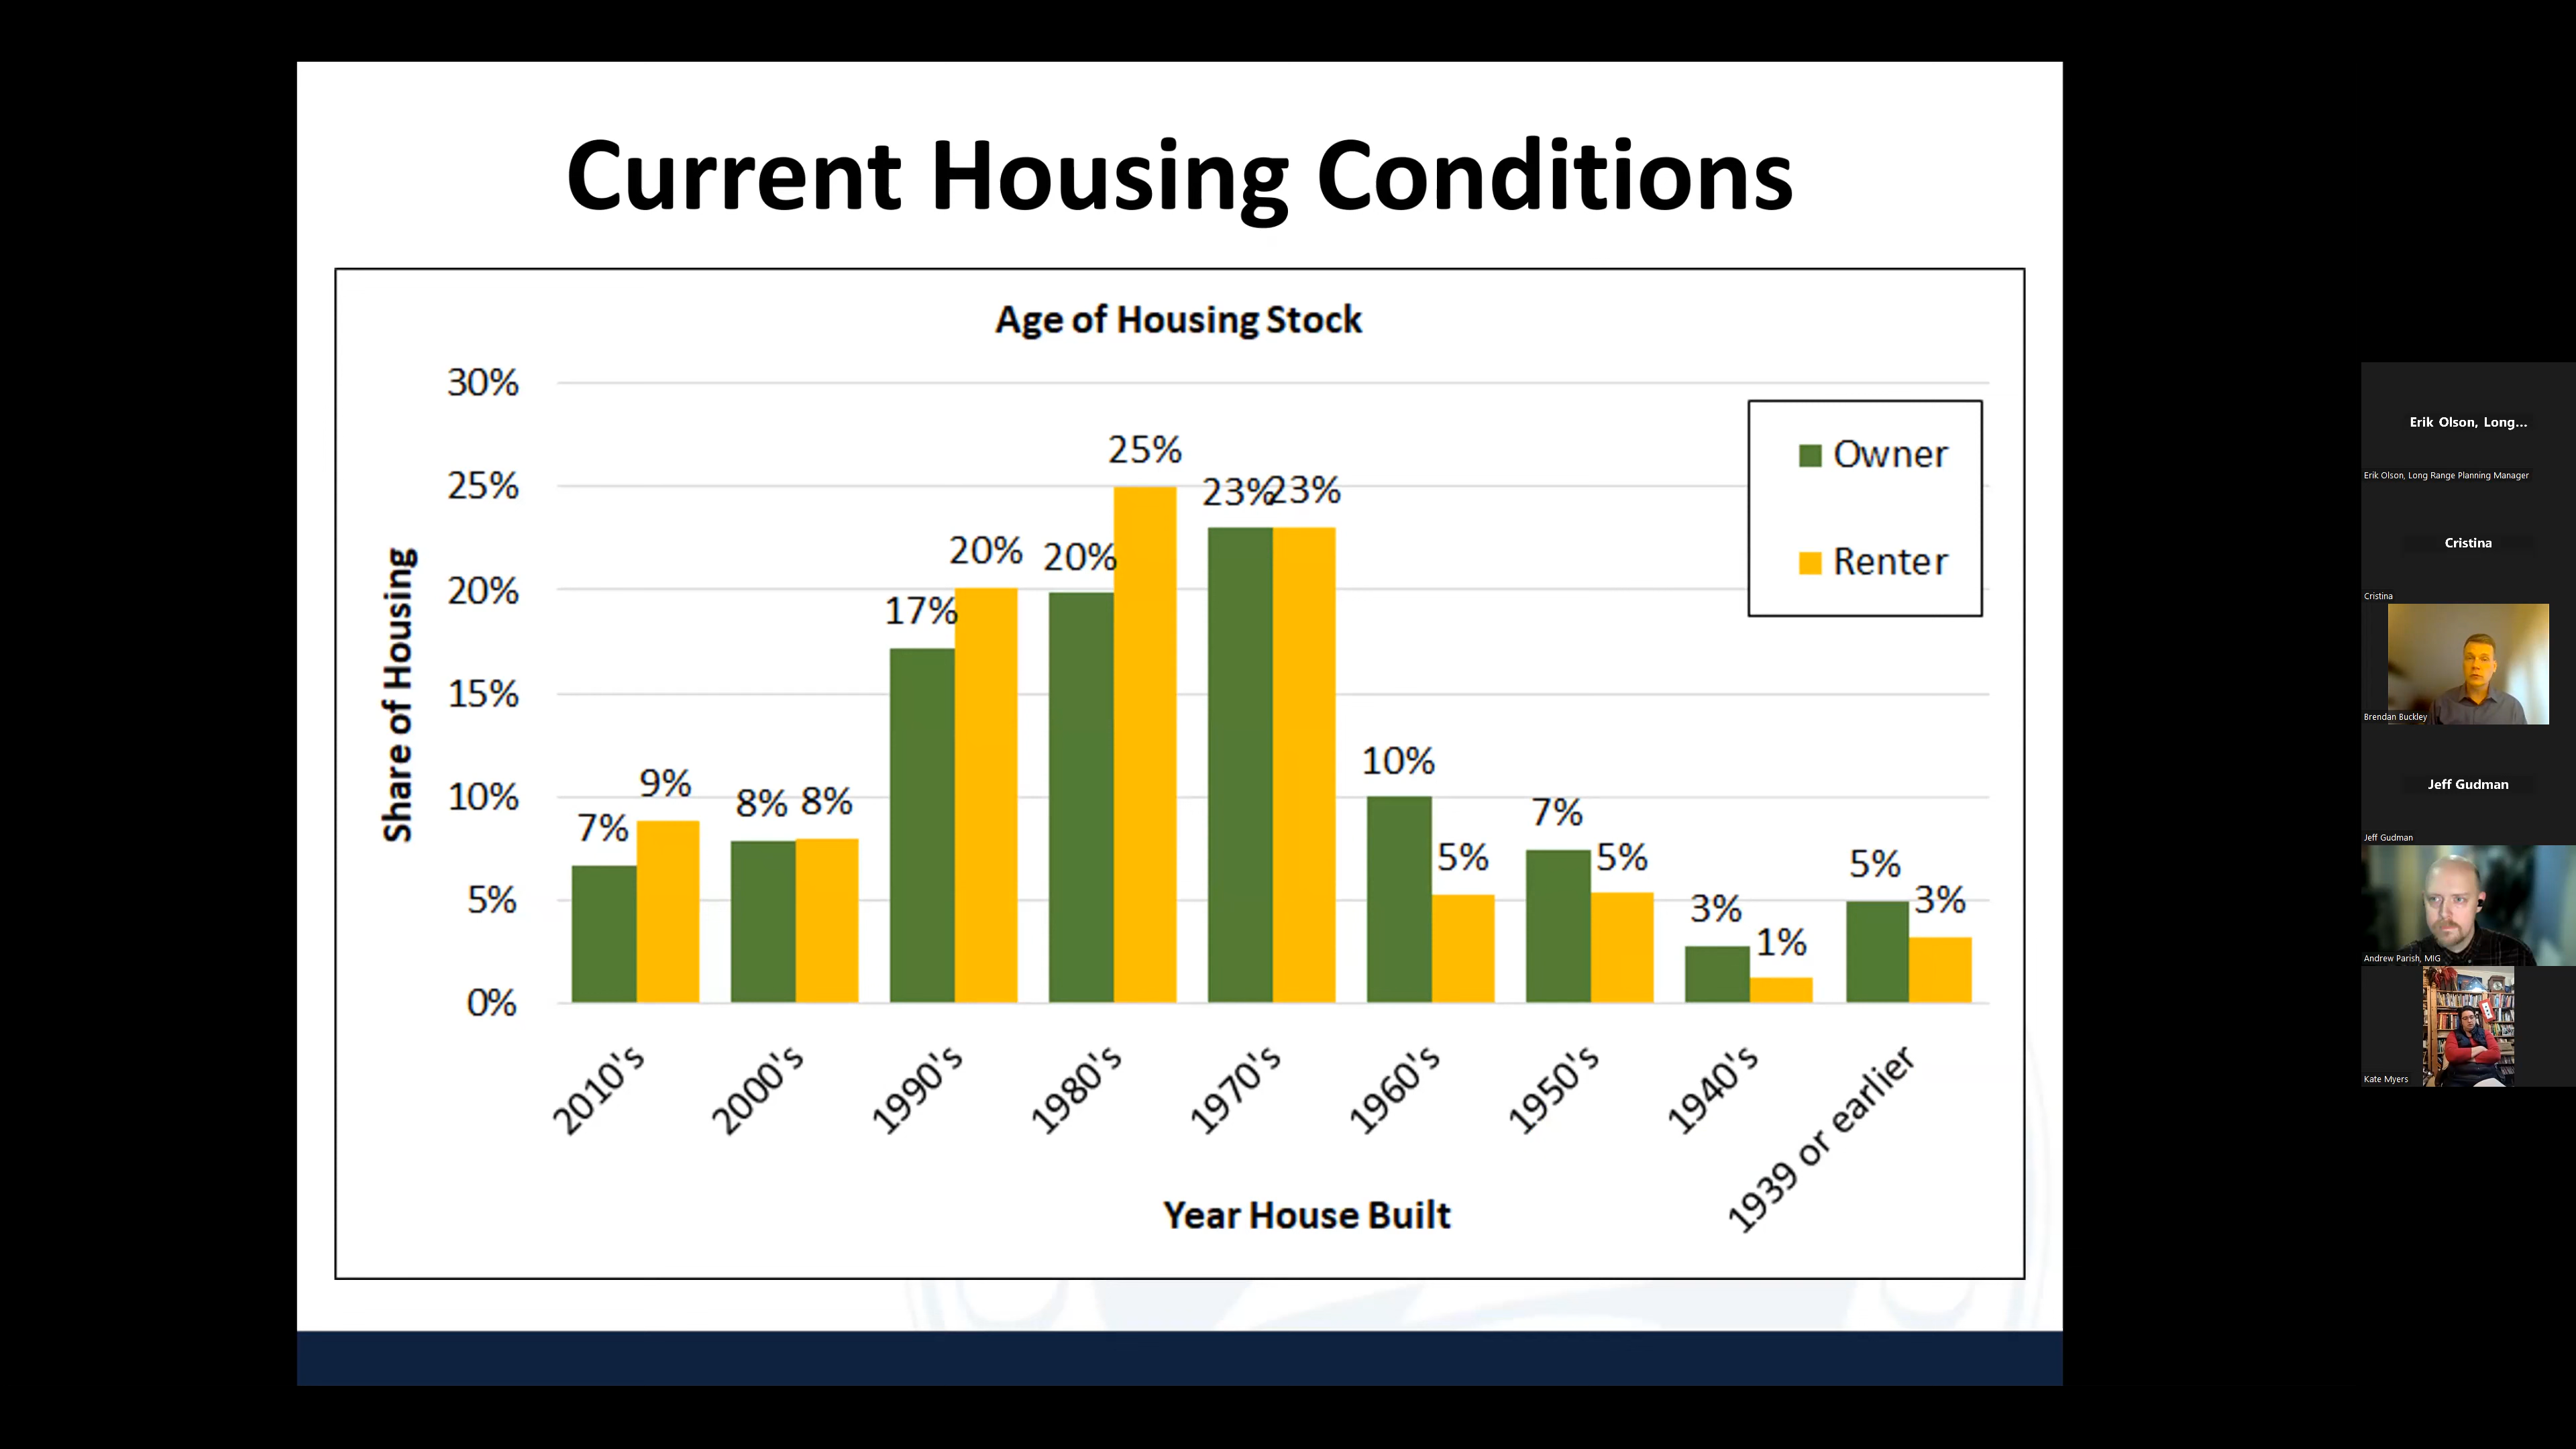 Current Housing Conditions
Age of Housing Stock
30%
25%
20%
15%
10%
5%
0%
Share of Housing
7%
9%
8%
8%
17%
20%
20%
25%
23%
23%
10%
5%
7%
5%
3%
1%
5%
3%
Owner
Renter
2010's
2000's
1990's
1980's
1970's
1960's
1950's
1940's
1939 or earlier
Year House Built
Erik Olson, Long...
Erik Olson, Long Range Planning Manager
Cristina
Cristina
Brendan Buckley
Jeff Gudman
Jeff Gudman
Andrew Parish, MIG
Kate Myers